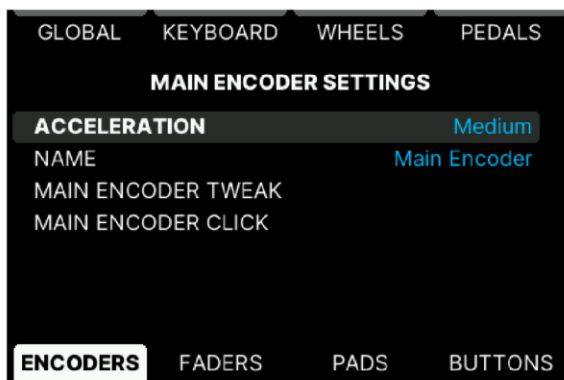 GLOBAL KEYBOARD WHEELS PEDALS
MAIN ENCODER SETTINGS
ACCELERATION Medium
NAME Main Encoder
MAIN ENCODER TWEAK
MAIN ENCODER CLICK
ENCODERS FADERS PADS BUTTONS